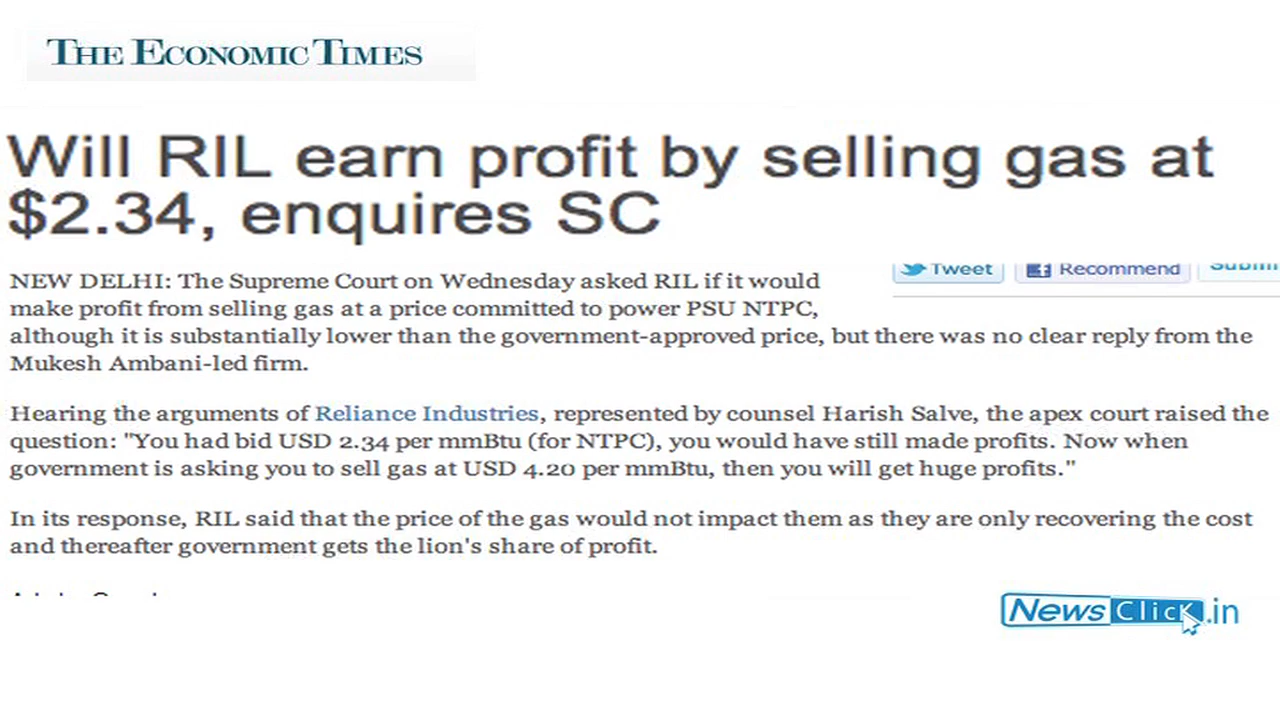 THE ECONOMIC TIMES
Will RIL earn profit by selling gas at
$2.34, enquires SC
Tweet
Recommend
NEW DELHI: The Supreme Court on Wednesday asked RIL if it would
make profit from selling gas at a price committed to power PSU NTPC,
although it is substantially lower than the government-approved price, but there was no clear reply from the
Mukesh Ambani-led firm.
Hearing the arguments of Reliance Industries, represented by counsel Harish Salve, the apex court raised the
question: "You had bid USD 2.34 per mmBtu (for NTPC), you would have still made profits. Now when
government is asking you to sell gas at USD 4.20 per mmBtu, then you will get huge profits."
In its response, RIL said that the price of the gas would not impact them as they are only recovering the cost
and thereafter government gets the lion's share of profit.
NewsClick.in